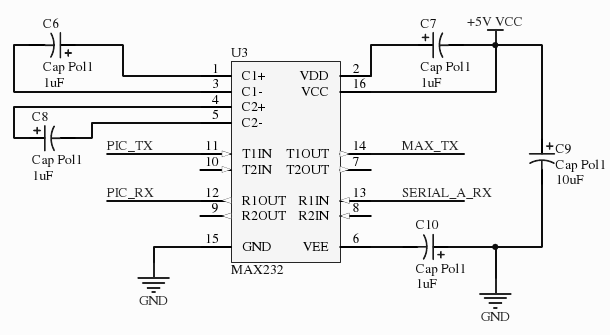 C6
Cap Pol1
1uF
C7
Cap Pol1
1uF
+5V VCC
U3
1 C1+ VDD 2
3 C1- VCC 16
4 C2+
5 C2-
C8
Cap Pol1
1uF
PIC_TX 11 T1IN T1OUT 14 MAX_TX
10 T2IN T2OUT 7
PIC_RX 12 R1OUT R1IN 13 SERIAL_A_RX
9 R2OUT R2IN 8
15 GND VEE 6
MAX232
C9
Cap Pol1
10uF
C10
Cap Pol1
1uF
GND
GND